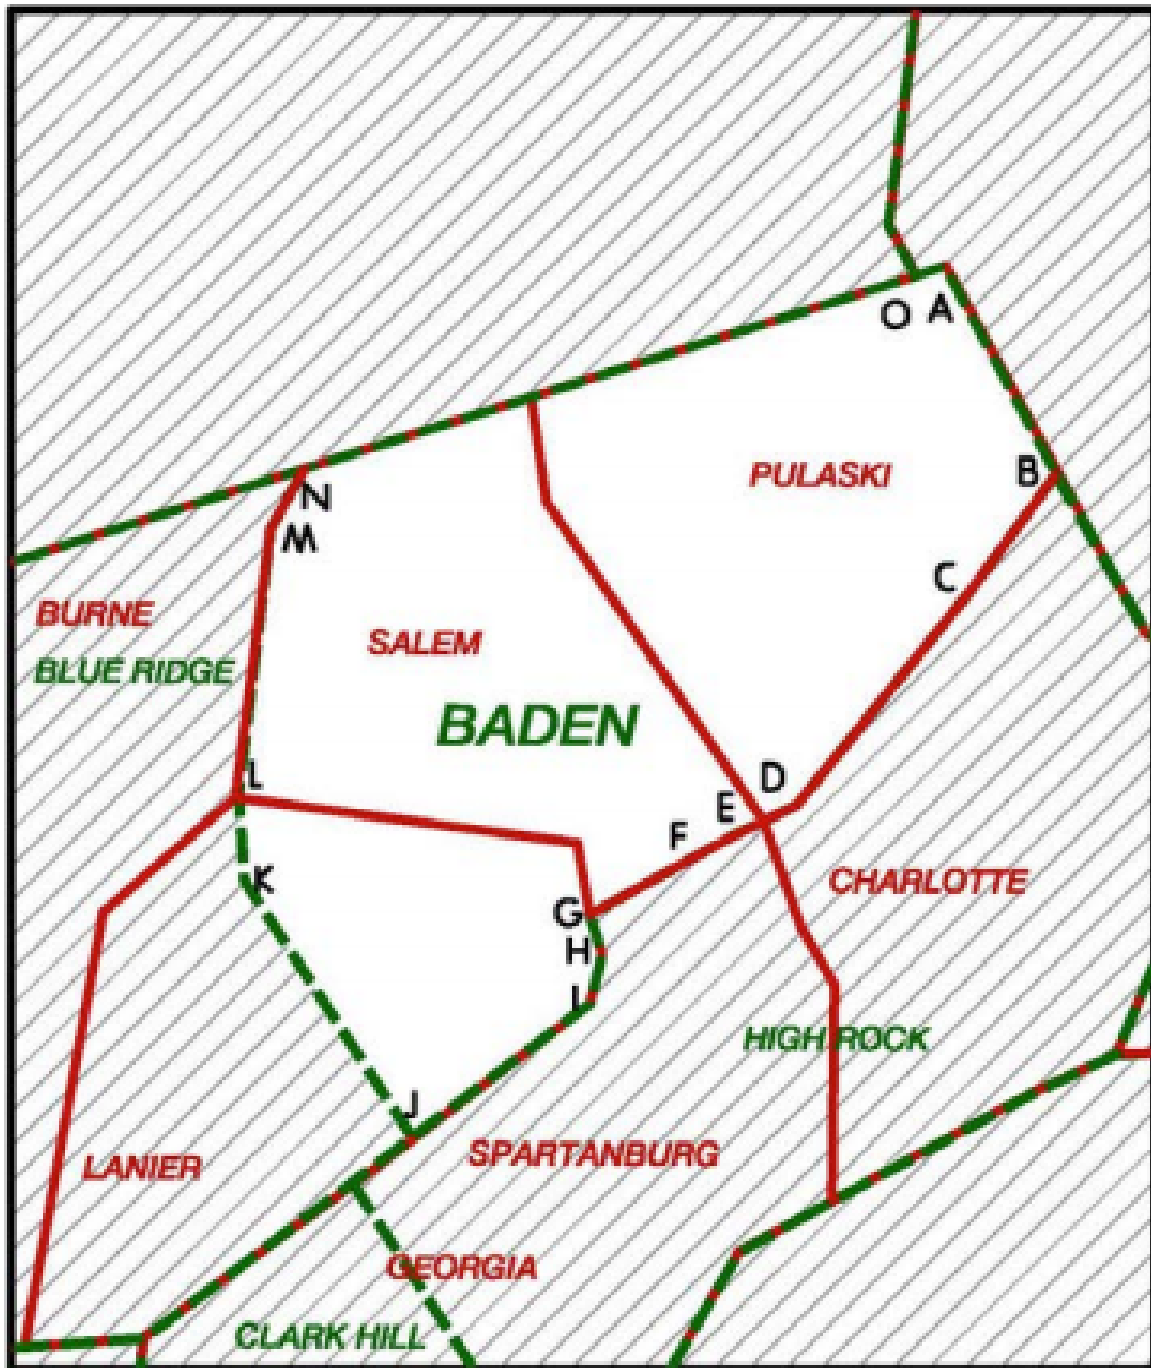 O A
PULASKI
B
N
M
C
BURNE
SALEM
BLUE RIDGE
BADEN
L
D
E
F
K
CHARLOTTE
G
H
I
HIGH ROCK
J
SPARTANBURG
LANIER
GEORGIA
CLARK HILL